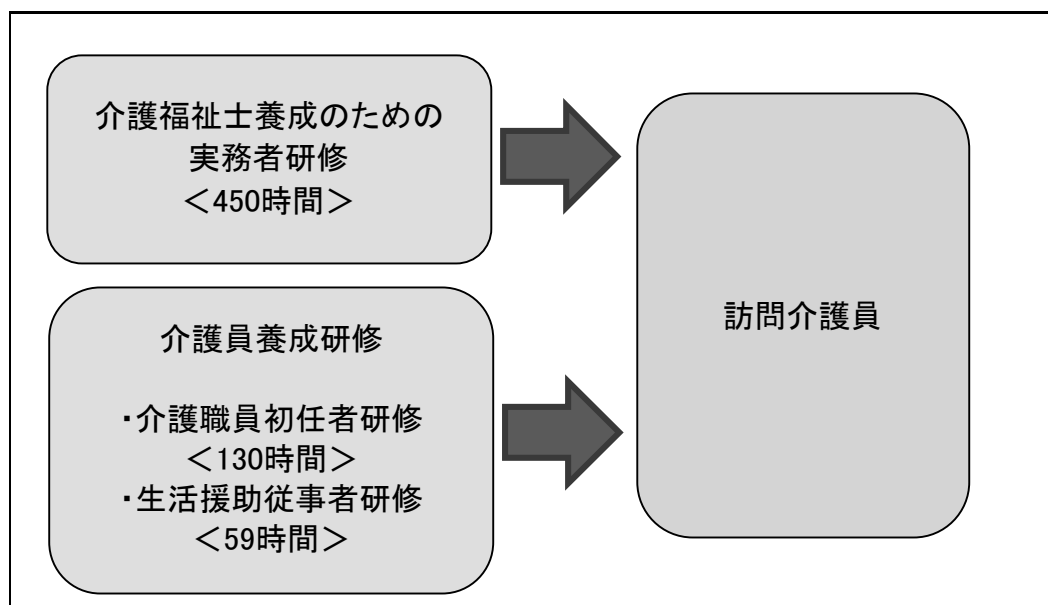 介護福祉士養成のための
実務者研修
＜450時間＞
介護員養成研修
・介護職員初任者研修
＜130時間＞
・生活援助従事者研修
＜59時間＞
訪問介護員